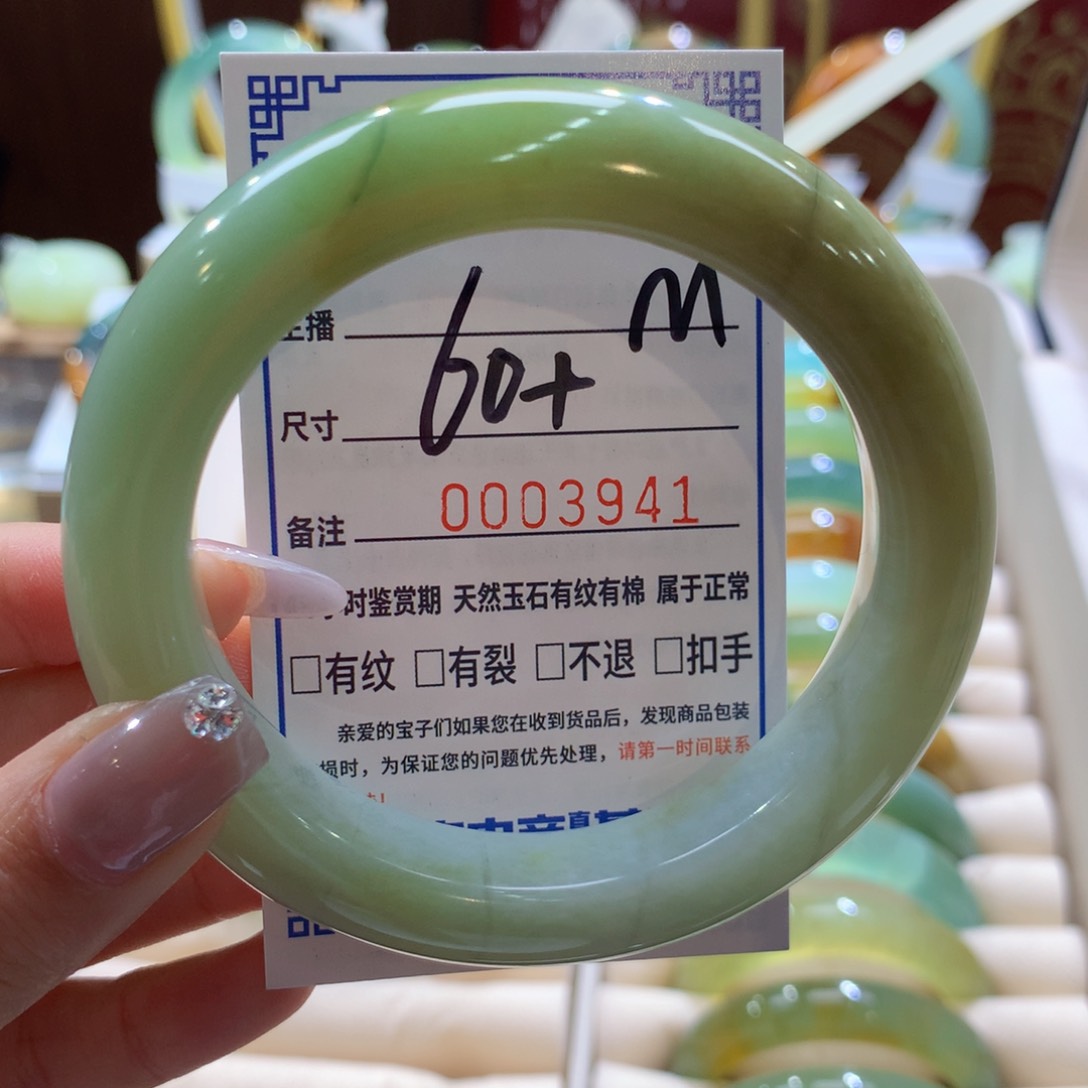 主播 M
尺寸 60+
备注 0003941
时鉴赏期 天然玉石有纹有棉 属于正常
□有纹 □有裂 □不退 □扣手
亲爱的宝子们如果您在收到货品后，发现商品包装
损时，为保证您的问题优先处理，请第一时间联系